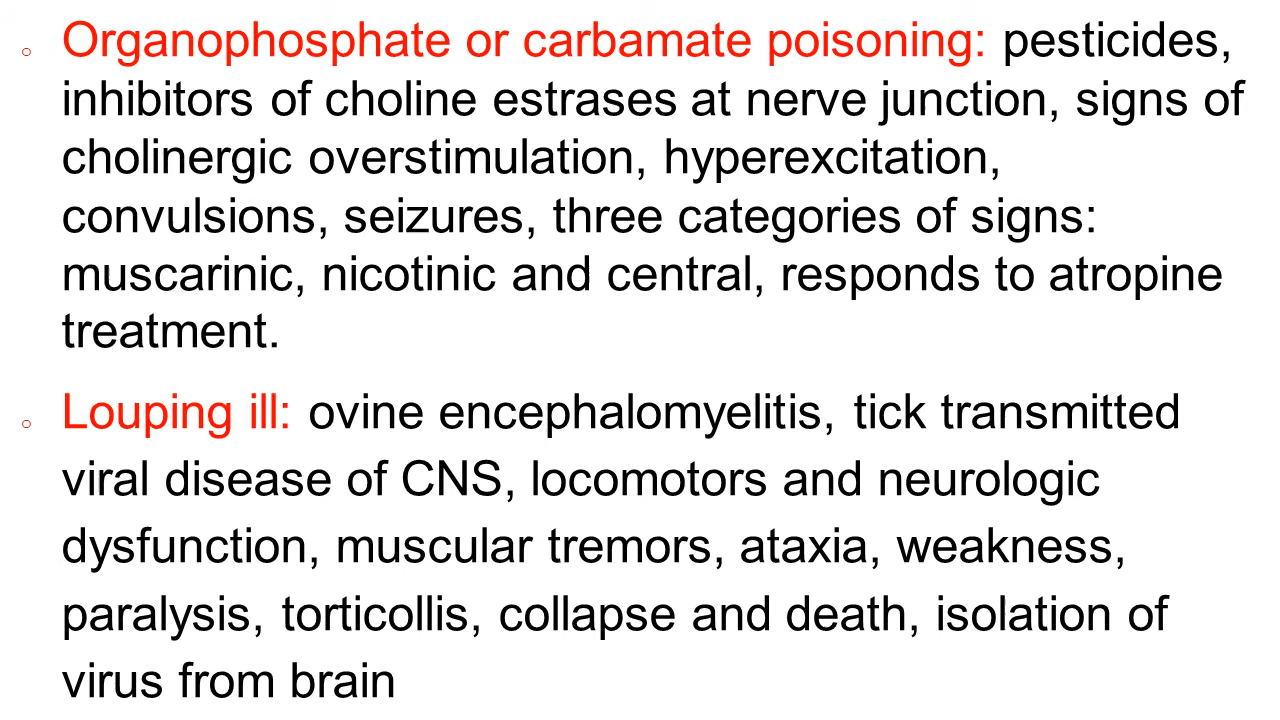 Organophosphate or carbamate poisoning: pesticides,
inhibitors of choline estrases at nerve junction, signs of
cholinergic overstimulation, hyperexcitation,
convulsions, seizures, three categories of signs:
muscarinic, nicotinic and central, responds to atropine
treatment.
Louping ill: ovine encephalomyelitis, tick transmitted
viral disease of CNS, locomotors and neurologic
dysfunction, muscular tremors, ataxia, weakness,
paralysis, torticollis, collapse and death, isolation of
virus from brain